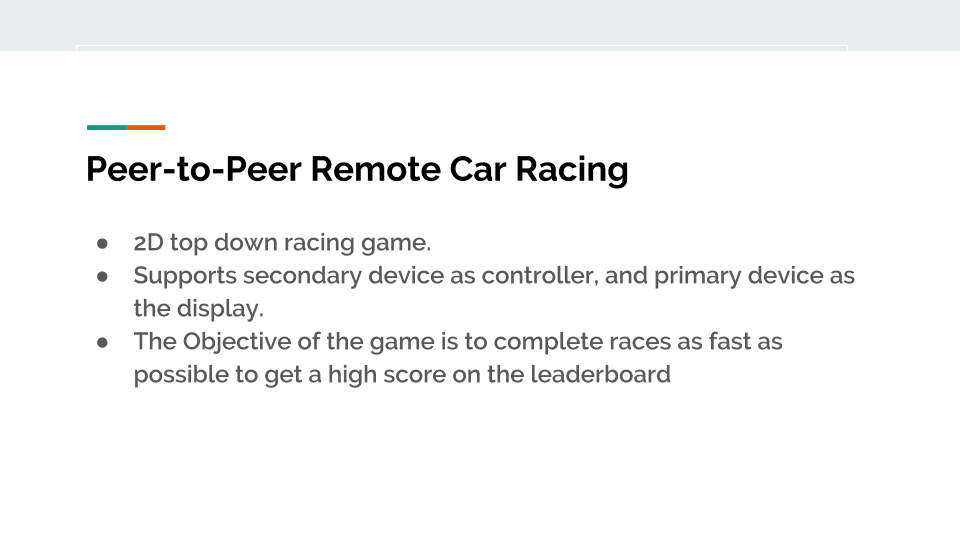 Peer-to-Peer Remote Car Racing
● 2D top down racing game.
● Supports secondary device as controller, and primary device as
the display.
● The Objective of the game is to complete races as fast as
possible to get a high score on the leaderboard